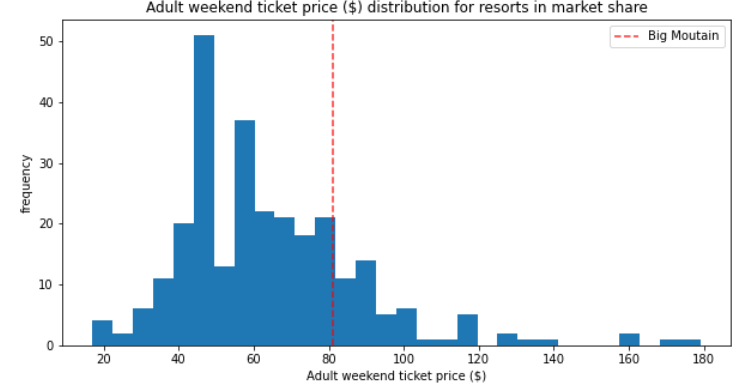 Adult weekend ticket price ($) distribution for resorts in market share
Big Moutain
50
40
30
20
10
0
frequency
20 40 60 80 100 120 140 160 180
Adult weekend ticket price ($)